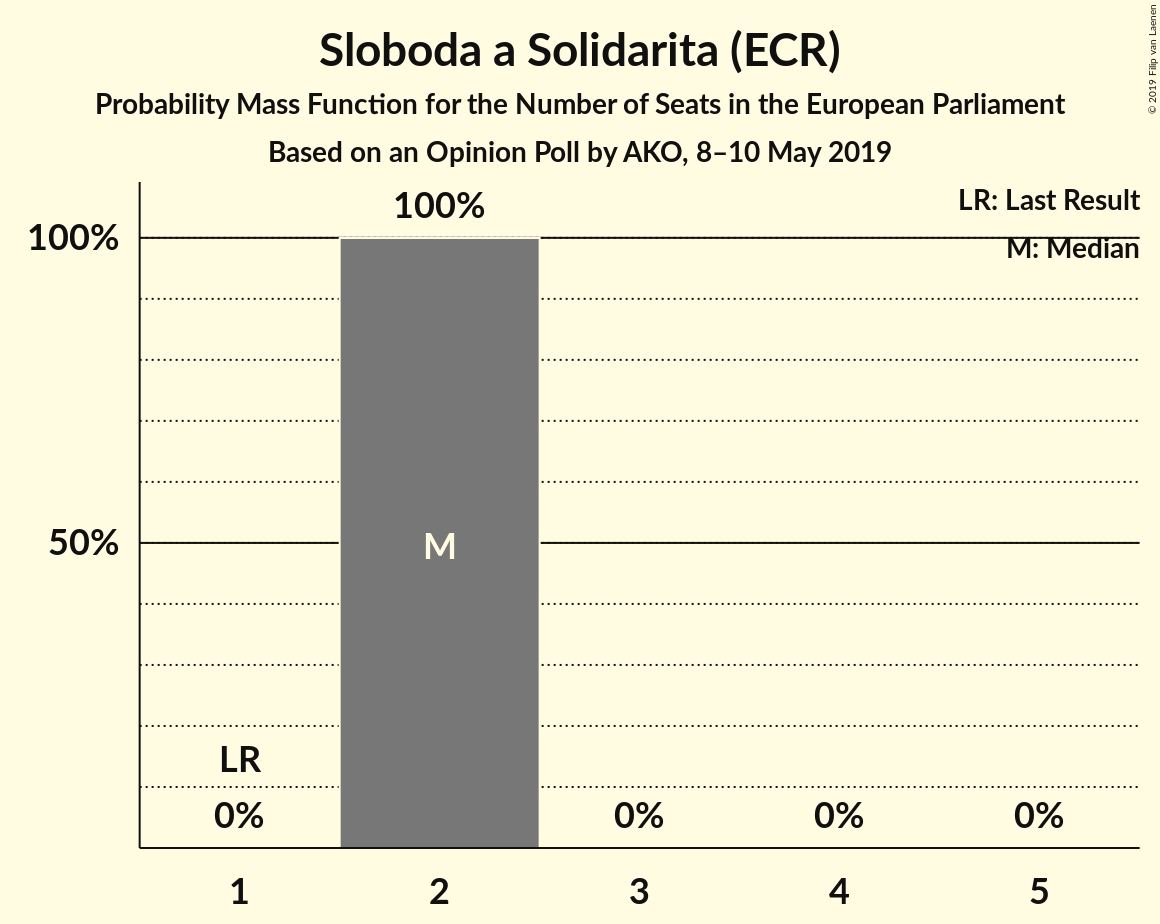 Sloboda a Solidarita (ECR)
Probability Mass Function for the Number of Seats in the European Parliament
Based on an Opinion Poll by AKO, 8–10 May 2019
© 2019 Filip van Laenen
LR: Last Result
M: Median
100%
100%
50%
M
LR
0%
0%
0%
0%
1
2
3
4
5